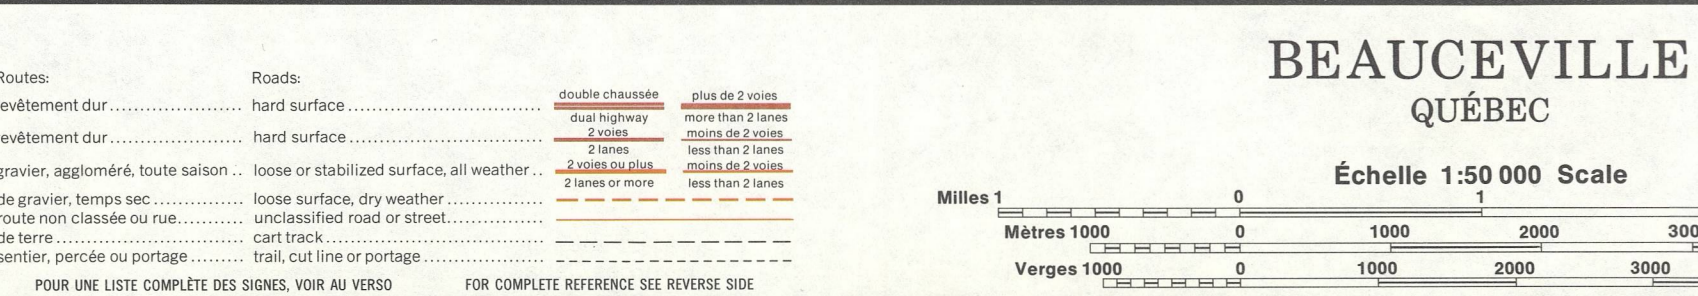 Routes: Roads:
evêtement dur........................ hard surface................................... double chaussée plus de 2 voies
dual highway more than 2 lanes
evêtement dur........................ hard surface................................... 2 voies moins de 2 voies
2 lanes less than 2 lanes
gravier, aggloméré, toute saison .. loose or stabilized surface, all weather.. 2 voies ou plus moins de 2 voies
2 lanes or more less than 2 lanes
de gravier, temps sec ................ loose surface, dry weather .................
route non classée ou rue............ unclassified road or street.................
de terre ................................. cart track.......................................
sentier, percée ou portage ......... trail, cut line or portage .....................
POUR UNE LISTE COMPLÈTE DES SIGNES, VOIR AU VERSO FOR COMPLETE REFERENCE SEE REVERSE SIDE
BEAUCEVILLE
QUÉBEC
Échelle 1:50 000 Scale
Milles 1 0 1
Mètres 1000 0 1000 2000 300
Verges 1000 0 1000 2000 3000